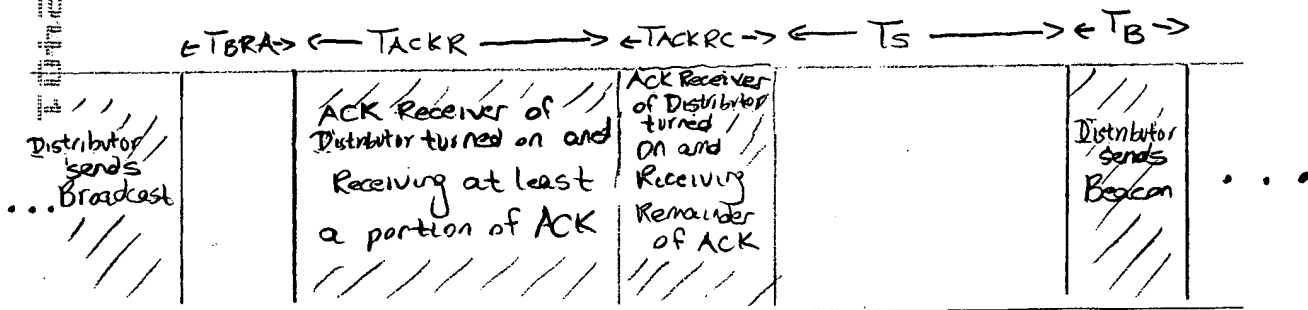 ←TBRA→ ←TACKR→ ←TACKRC→ ←TS→ ←TB→
Distributor
sends
...Broadcast
ACK Receiver of
Distributor turned on and
Receiving at least
a portion of ACK
ACK Receiver
of Distributor
turned
on and
Receiving
Remainder
of ACK
Distributor
sends
Beacon
...